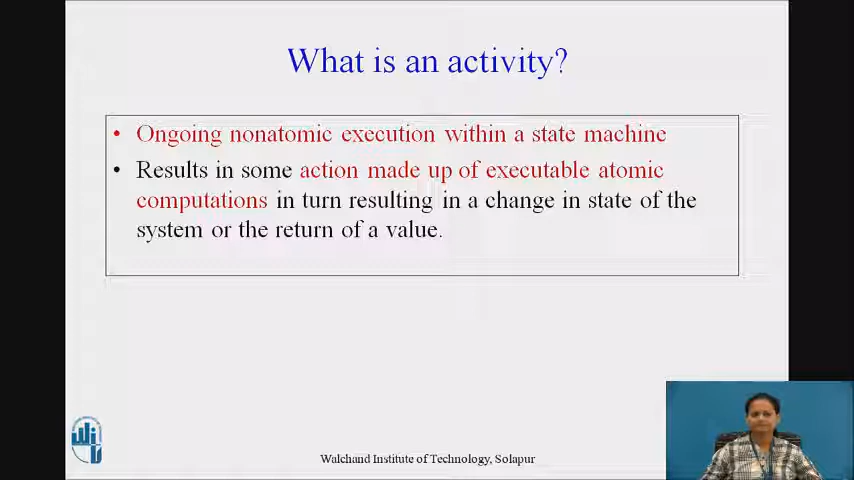 What is an activity?
• Ongoing nonatomic execution within a state machine
• Results in some action made up of executable atomic
computations in turn resulting in a change in state of the
system or the return of a value.
Walchand Institute of Technology, Solapur